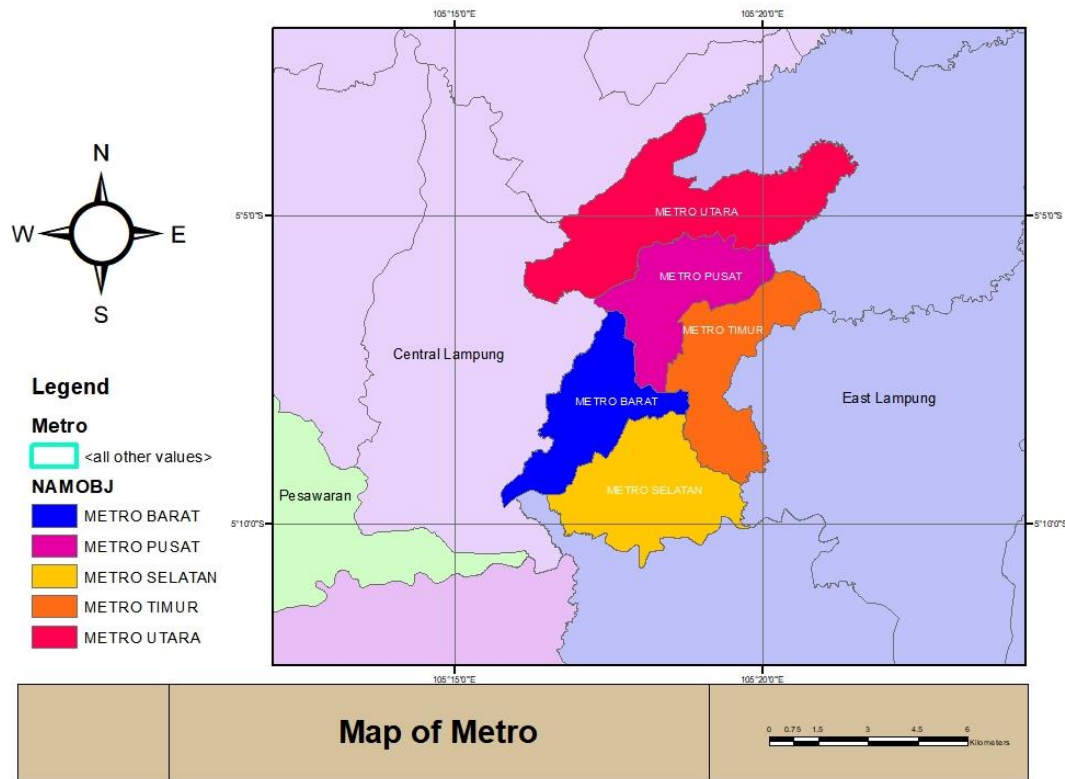 105°15'0"E 105°20'0"E
N
W E
S
5°5'0"S 5°5'0"S
METRO UTARA
METRO PUSAT
METRO TIMUR
Central Lampung
METRO BARAT
East Lampung
METRO SELATAN
Pesawaran
5°10'0"S 5°10'0"S
105°15'0"E 105°20'0"E
Legend
Metro
<all other values>
NAMOBJ
METRO BARAT
METRO PUSAT
METRO SELATAN
METRO TIMUR
METRO UTARA
Map of Metro
0 0.75 1.5 3 4.5 6
Kilometers